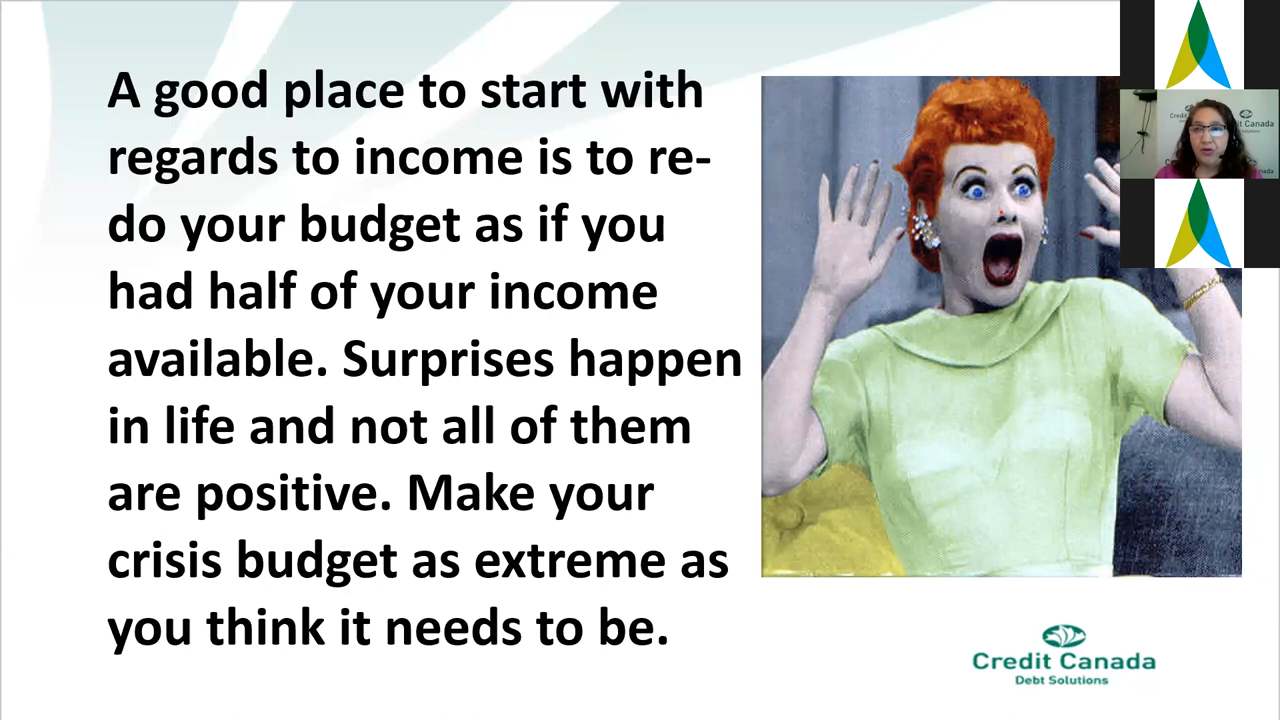 A good place to start with
regards to income is to re-
do your budget as if you
had half of your income
available. Surprises happen
in life and not all of them
are positive. Make your
crisis budget as extreme as
you think it needs to be.
Credit Canada
Debt Solutions